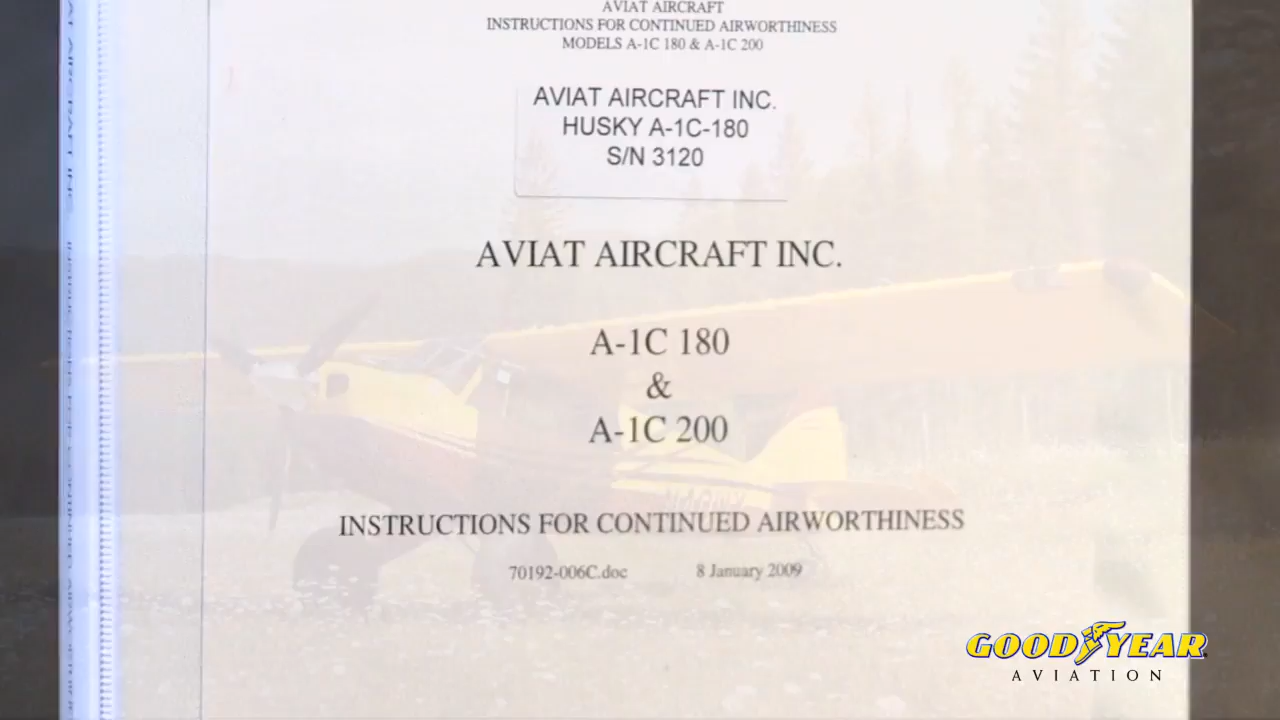 AVIAT AIRCRAFT
INSTRUCTIONS FOR CONTINUED AIRWORTHINESS
MODELS A-1C 180 & A-1C 200
AVIAT AIRCRAFT INC.
HUSKY A-1C-180
S/N 3120
AVIAT AIRCRAFT INC.
A-1C 180
&
A-1C 200
INSTRUCTIONS FOR CONTINUED AIRWORTHINESS
70192-006C.doc 8 January 2009
GOODYEAR
AVIATION